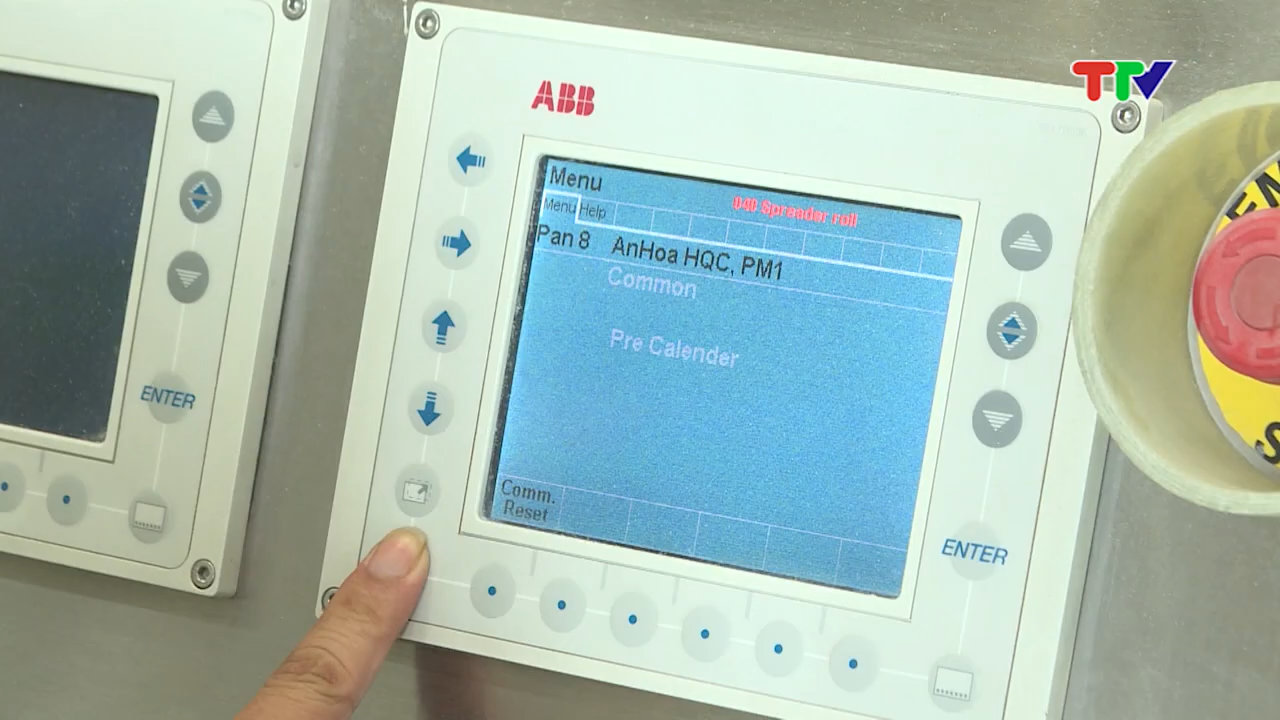 TTV
ABB
Menu
040 Spreader roll
Menu Help
Pan 8 AnHoa HQC, PM1
Common
Pre Calender
Comm.
Reset
ENTER
ENTER